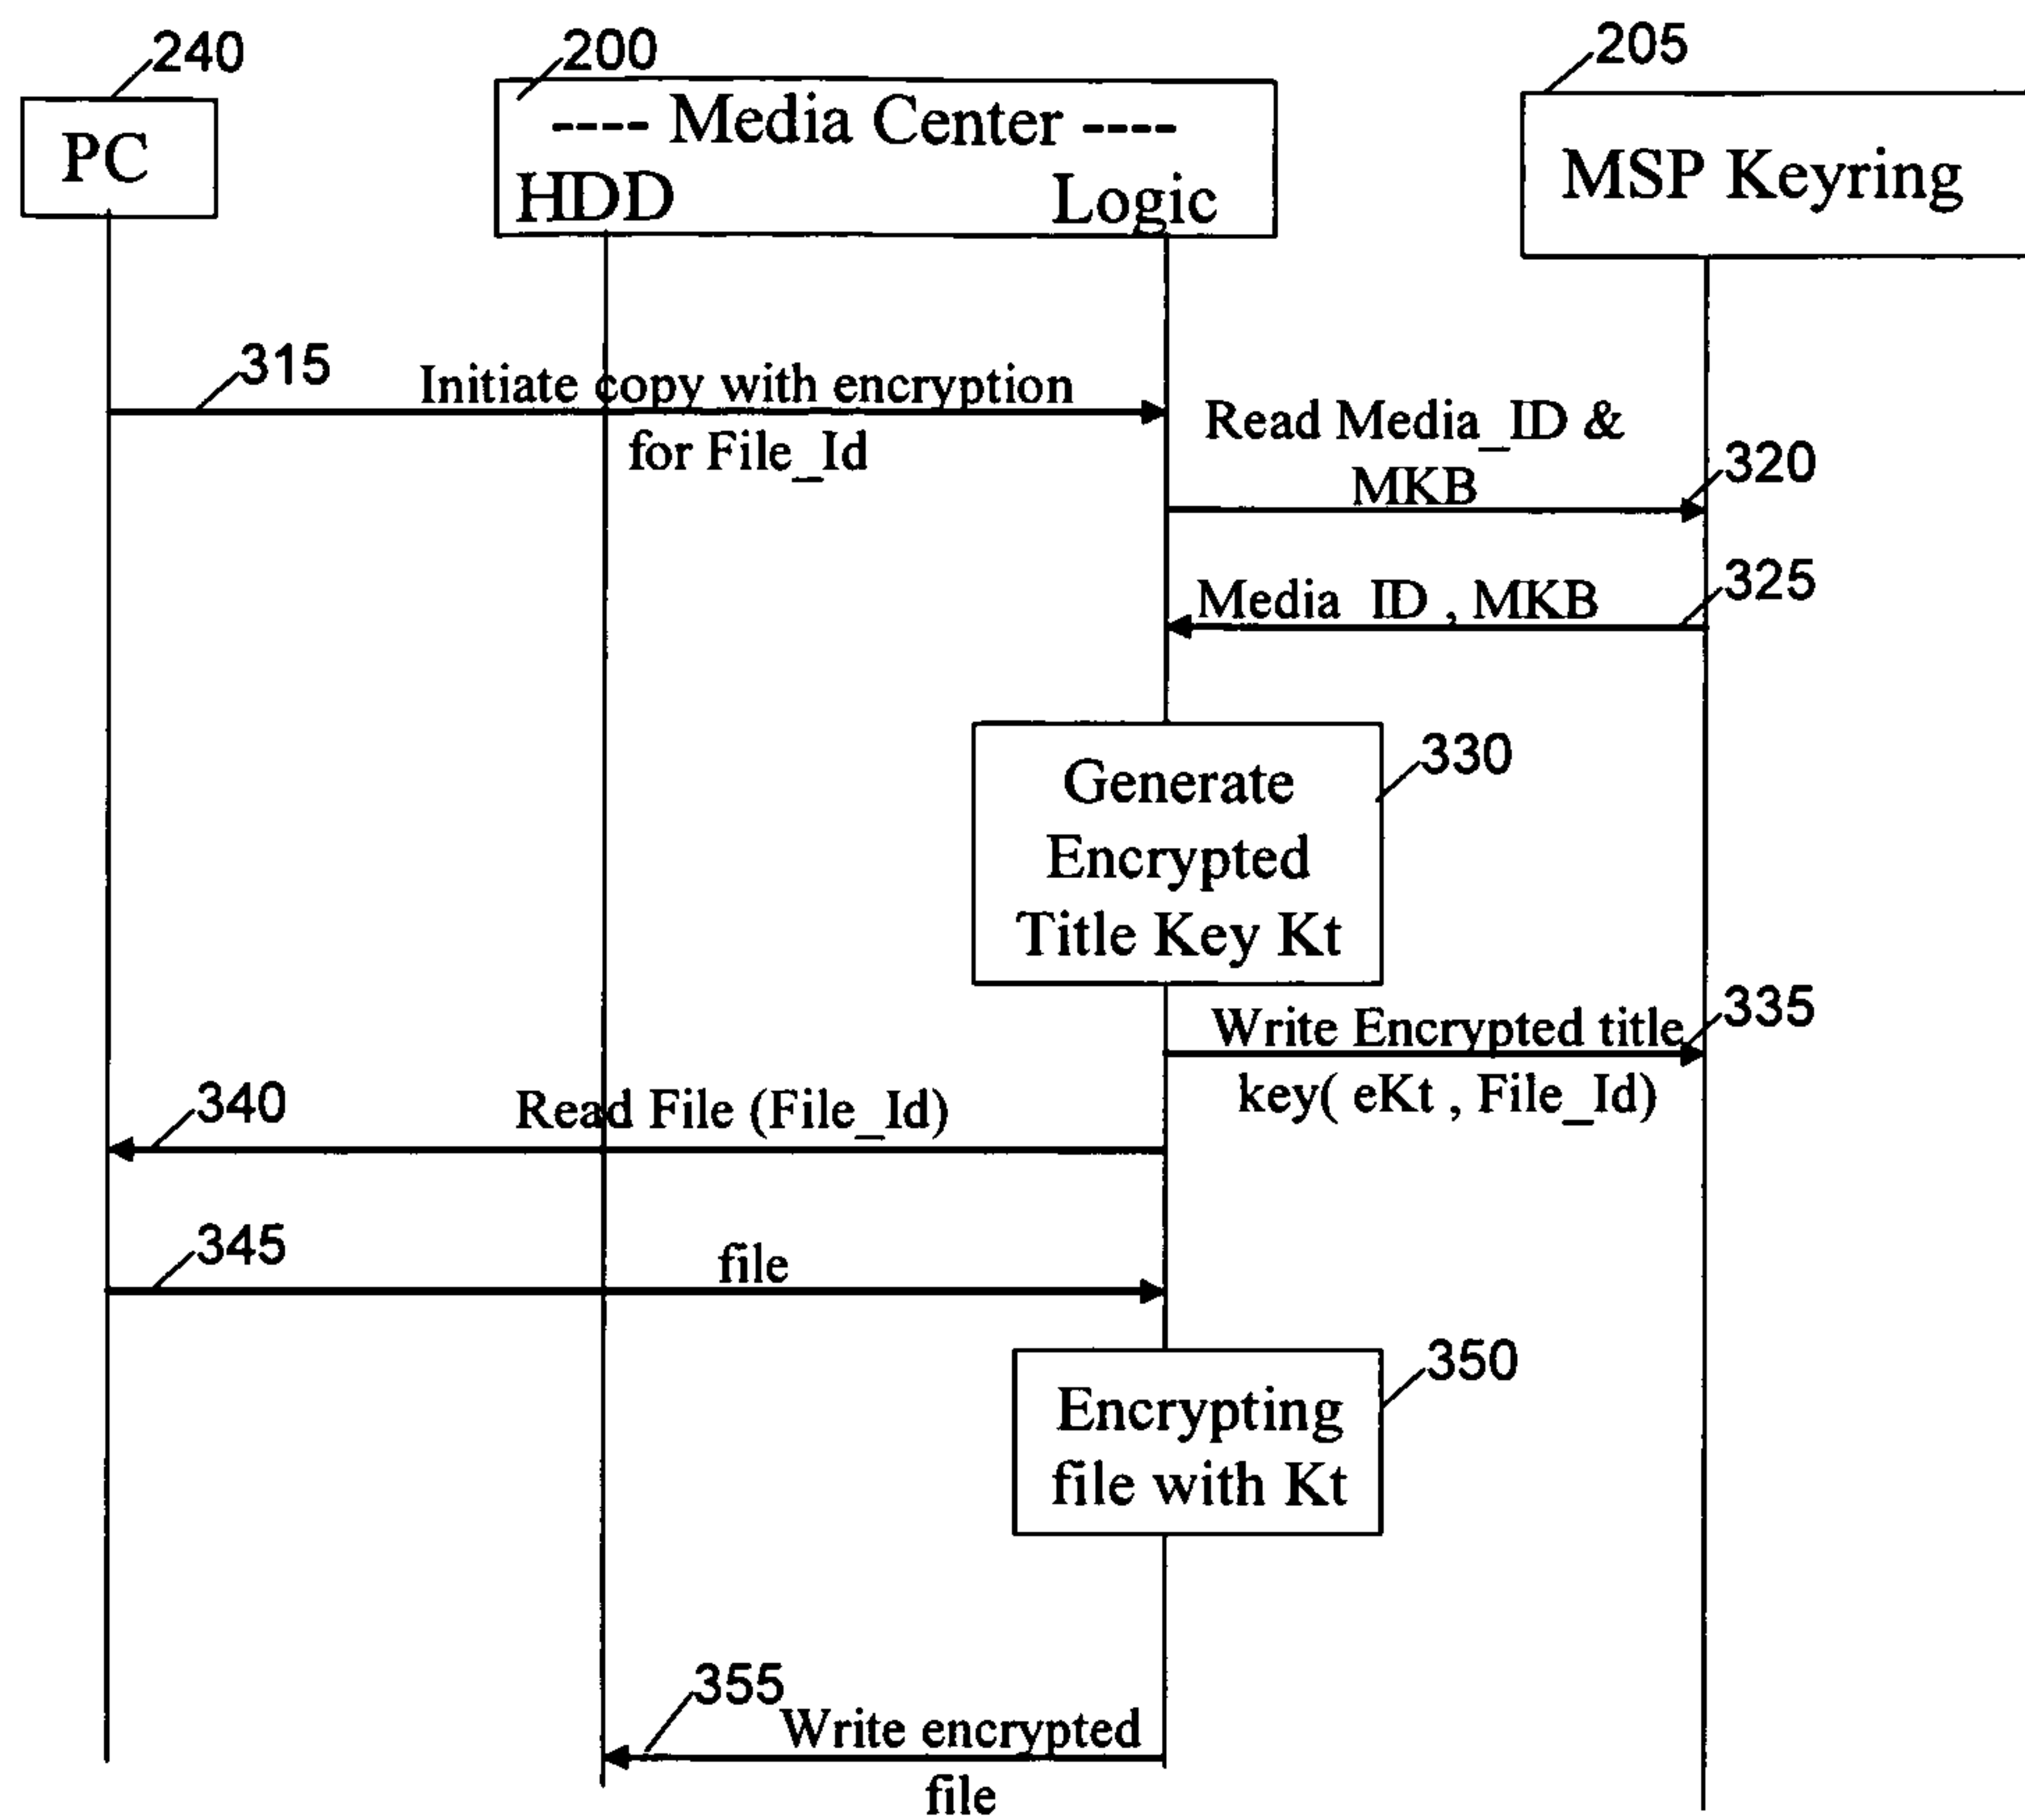 240
200
205
PC
---- Media Center ----
HDD Logic
MSP Keyring
315
Initiate copy with encryption
for File_Id
Read Media_ID &
MKB
320
Media ID , MKB
325
Generate
Encrypted
Title Key Kt
330
Write Encrypted title
key( eKt , File_Id)
335
340
Read File (File_Id)
345
file
Encrypting
file with Kt
350
355
Write encrypted
file